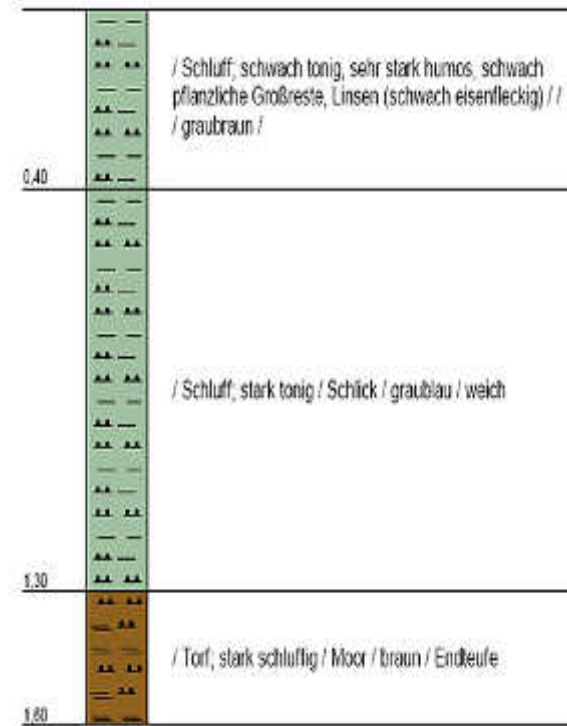 / Schluff; schwach tonig, sehr stark humos, schwach
pflanzliche Großreste, Linsen (schwach eisenfleckig) / /
/ graubraun /
0,40
/ Schluff; stark tonig / Schlick / graublau / weich
1,30
/ Torf; stark schluffig / Moor / braun / Endteufe
1,60